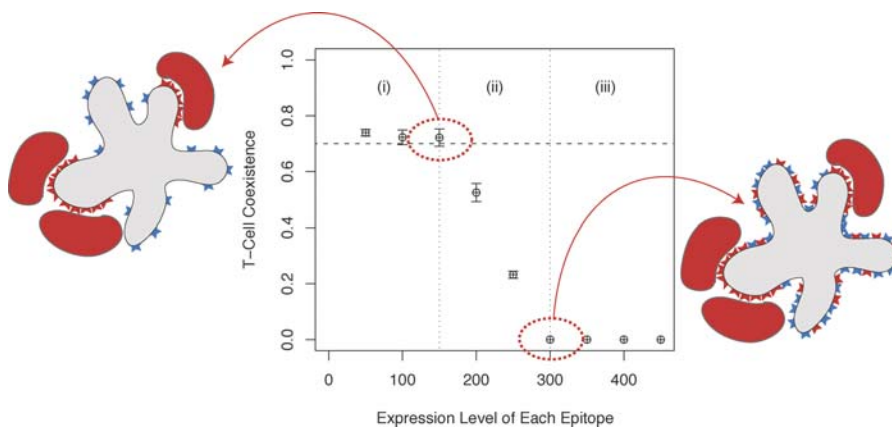 1.0
0.8
0.6
0.4
0.2
0.0
T-Cell Coexistence
(i) (ii) (iii)
0 100 200 300 400
Expression Level of Each Epitope